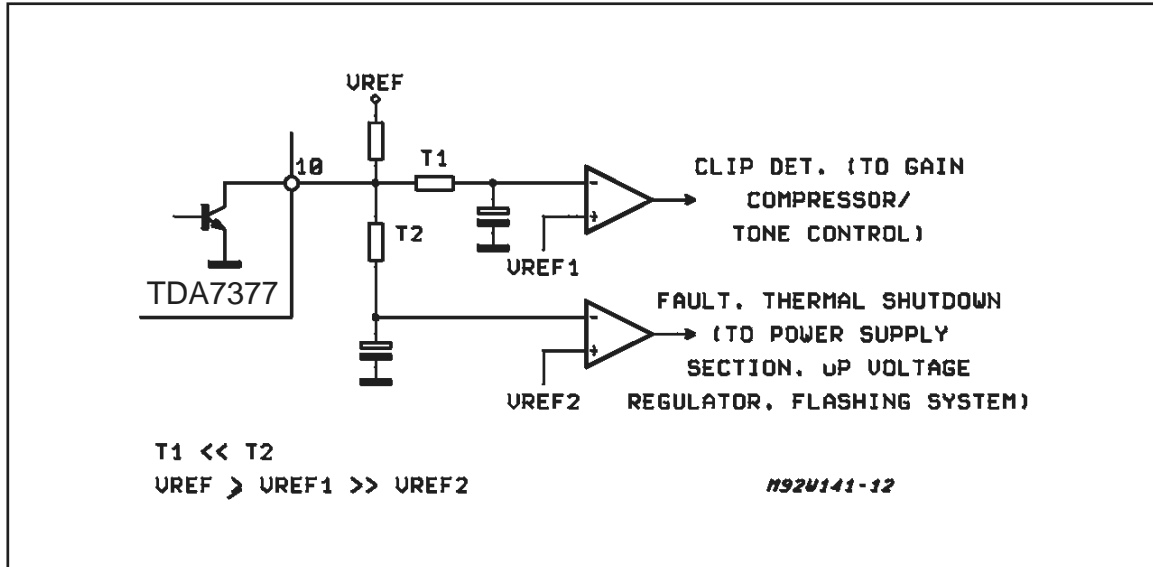 VREF
10
T1
CLIP DET. (TO GAIN
COMPRESSOR/
TONE CONTROL)
-
+
VREF1
T2
TDA7377
FAULT. THERMAL SHUTDOWN
(TO POWER SUPPLY
SECTION. uP VOLTAGE
REGULATOR. FLASHING SYSTEM)
-
+
VREF2
T1 << T2
VREF > VREF1 >> VREF2
M92W141-12